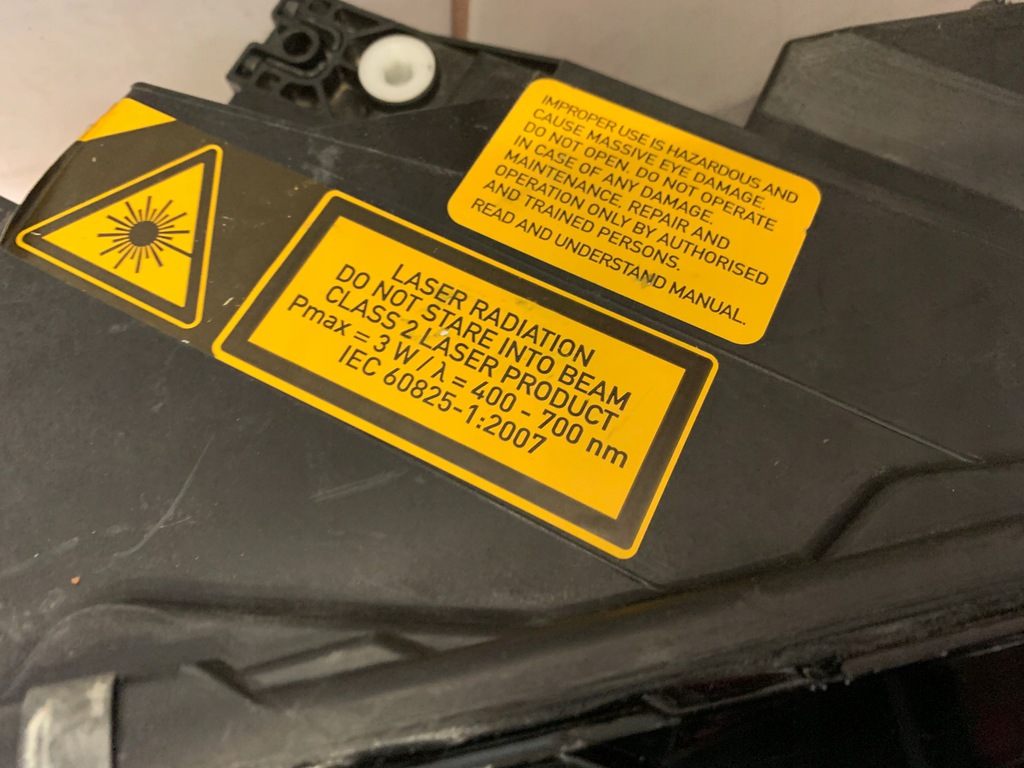 IMPROPER USE IS HAZARDOUS AND
CAUSE MASSIVE EYE DAMAGE.
DO NOT OPEN. DO NOT OPERATE
IN CASE OF ANY DAMAGE.
MAINTENANCE, REPAIR AND
OPERATION ONLY BY AUTHORISED
AND TRAINED PERSONS.
READ AND UNDERSTAND MANUAL.
LASER RADIATION
DO NOT STARE INTO BEAM
CLASS 2 LASER PRODUCT
Pmax = 3 W / λ = 400 - 700 nm
IEC 60825-1:2007